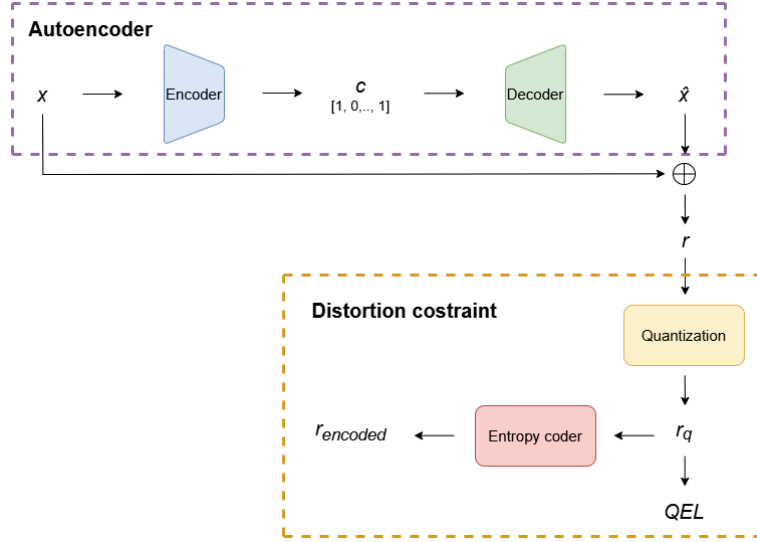 Autoencoder
x
Encoder
c
[1, 0,.., 1]
Decoder
x̂
r
Distortion costraint
Quantization
r_encoded
Entropy coder
r_q
QEL